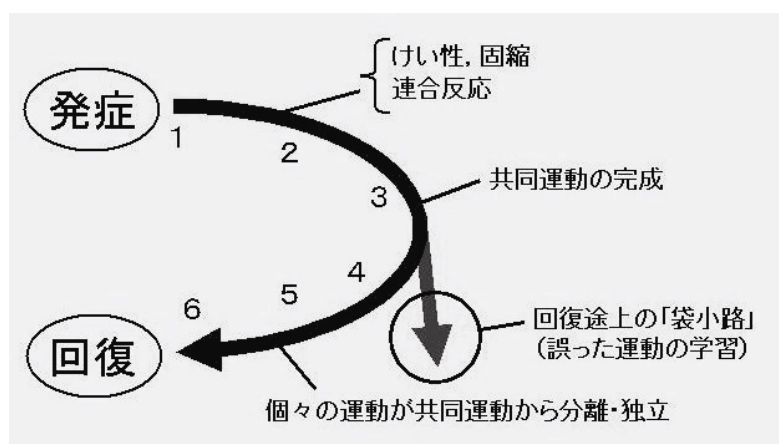 けい性, 固縮
連合反応
発症
1
2
3
共同運動の完成
4
5
6
回復途上の「袋小路」
(誤った運動の学習)
回復
個々の運動が共同運動から分離・独立